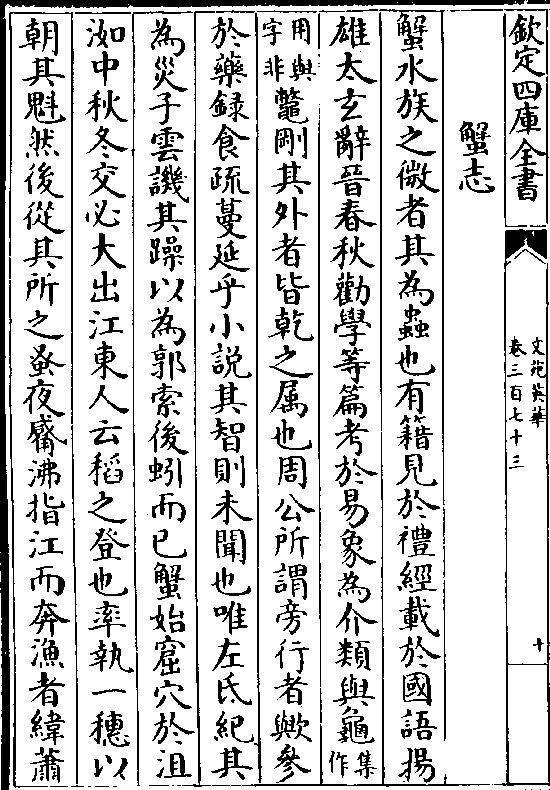 欽定四庫全書
文苑英華
卷三百七十三
十
蟹志
蟹水族之微者其為蟲也有籍見於禮經載於國語揚
雄太玄辭晉春秋勸學等篇考於易象為介類與龜集作
用與字非鼈剛其外者皆乾之属也周公所謂旁行者歟參
於藥録食疏蔓延乎小說其智則未聞也唯左氏紀其
為災子雲譏其躁以為郭索後蚓而已蟹始窟穴於沮
洳中秋冬交必大出江東人云稻之登也率執一穗以
朝其魁然後從其所之蚤夜觱沸指江而奔漁者緯蕭